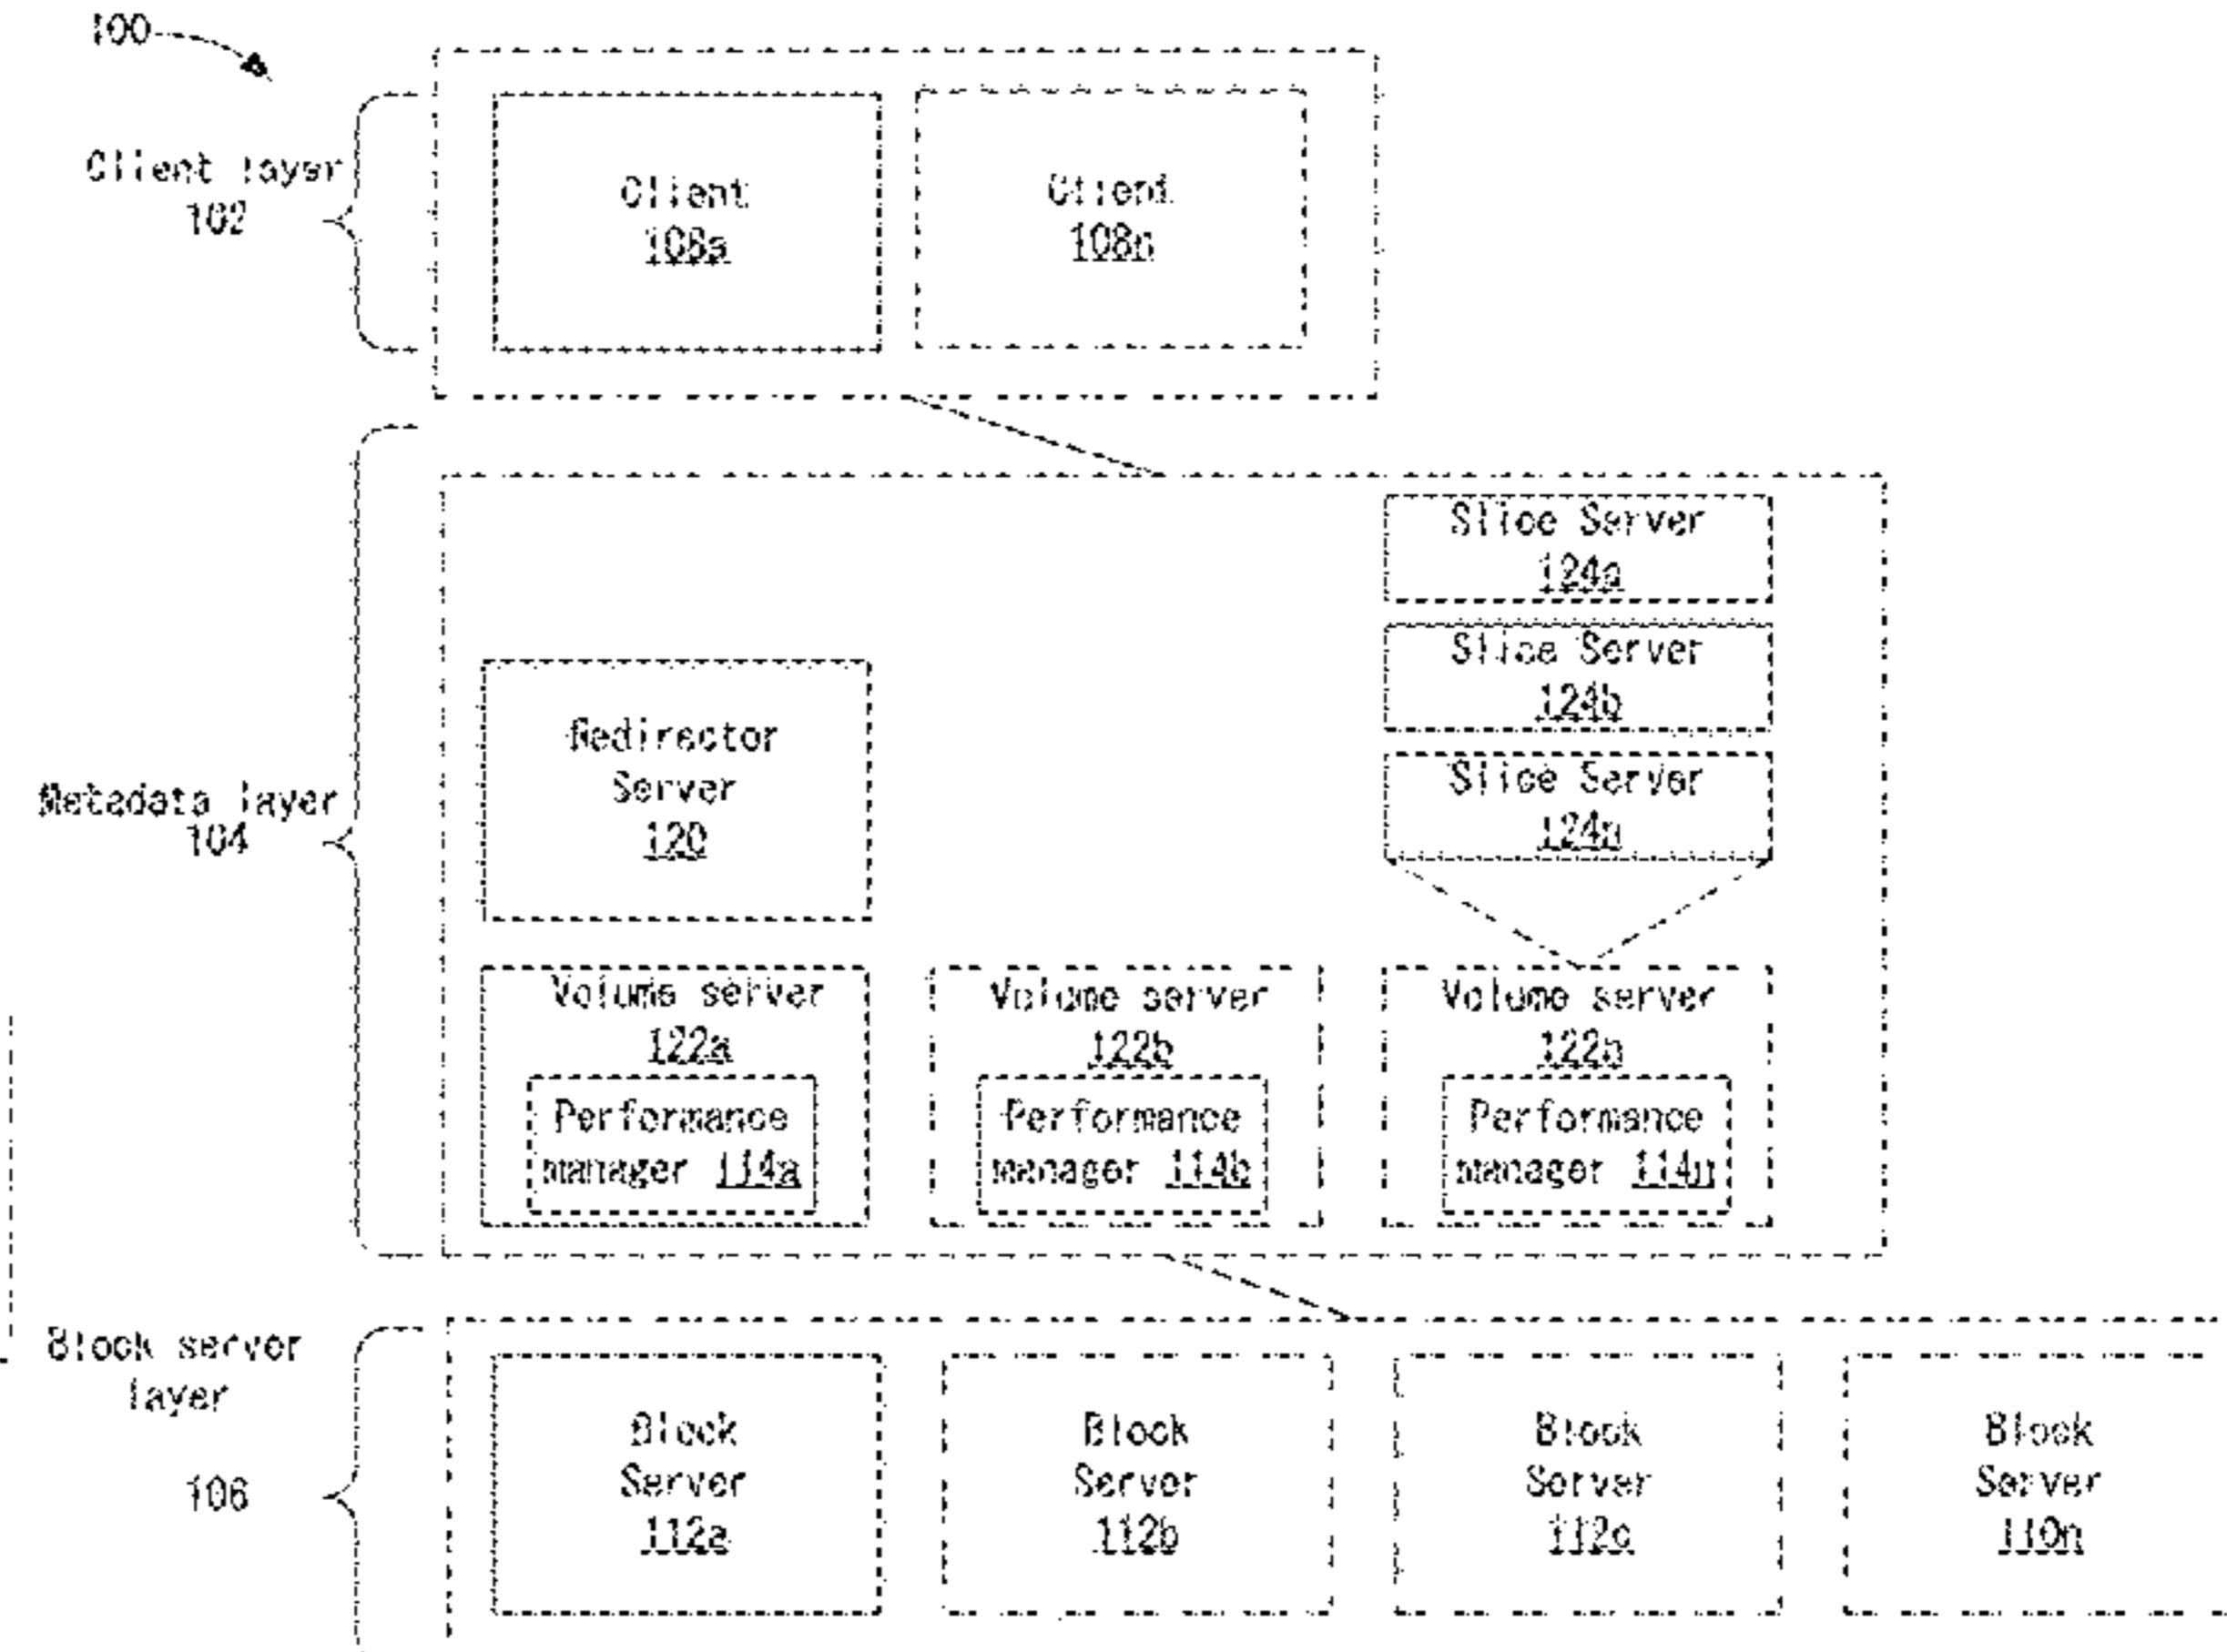 100
Client layer
102
Client
108a
Client
108n
Metadata layer
104
Slice Server
124a
Slice Server
124b
Slice Server
124n
Redirector
Server
120
Volume server
122a
Performance
manager 114a
Volume server
122b
Performance
manager 114b
Volume server
122n
Performance
manager 114n
Block server
layer
106
Block
Server
112a
Block
Server
112b
Block
Server
112c
Block
Server
110n